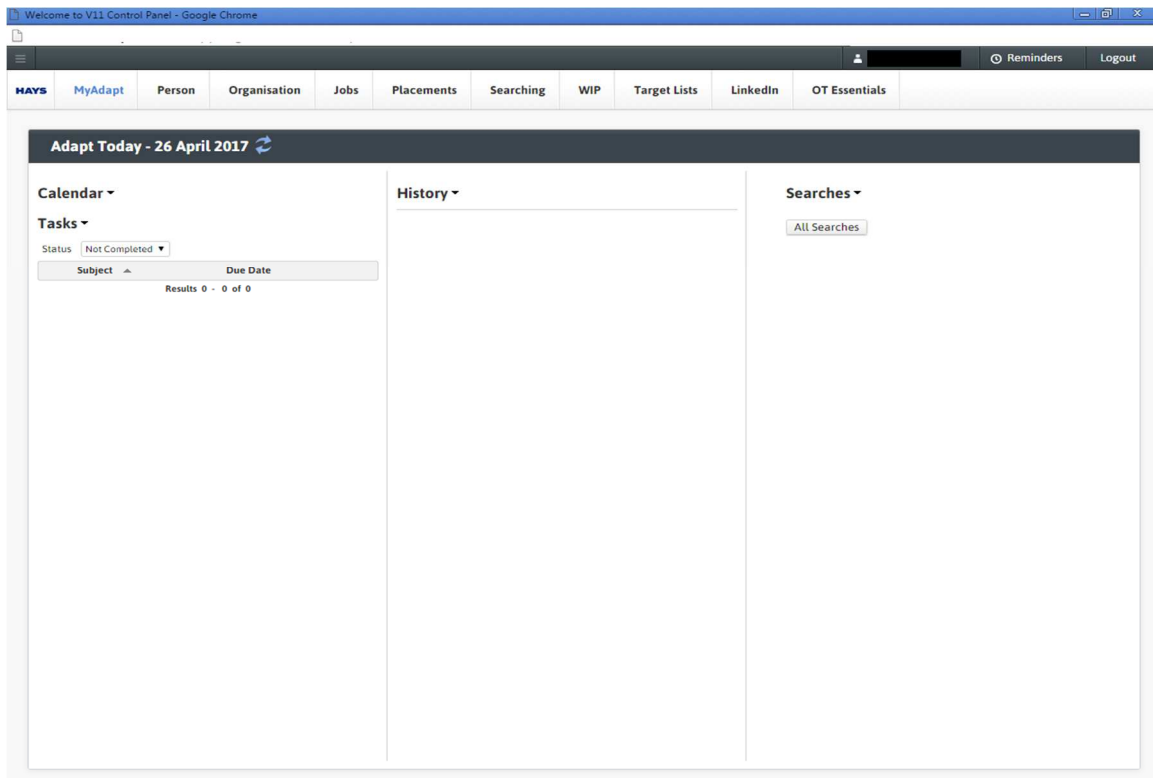 Welcome to V11 Control Panel - Google Chrome
Reminders Logout
HAYS MyAdapt Person Organisation Jobs Placements Searching WIP Target Lists LinkedIn OT Essentials
Adapt Today - 26 April 2017
Calendar History Searches
Tasks All Searches
Status Not Completed
Subject Due Date
Results 0 - 0 of 0